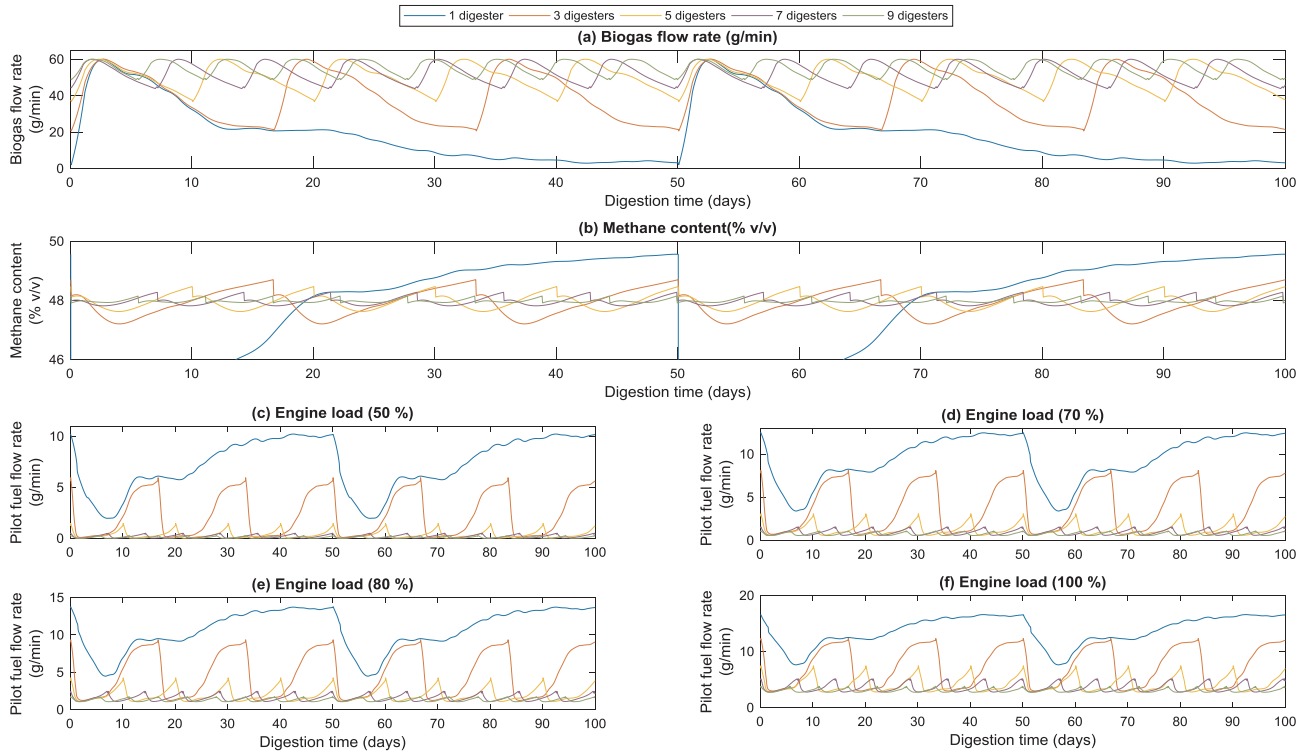 1 digester 3 digesters 5 digesters 7 digesters 9 digesters
(a) Biogas flow rate (g/min)
Biogas flow rate
(g/min)
60
40
20
0
0 10 20 30 40 50 60 70 80 90 100
Digestion time (days)
(b) Methane content(% v/v)
Methane content
(% v/v)
50
48
46
0 10 20 30 40 50 60 70 80 90 100
Digestion time (days)
(c) Engine load (50 %)
Pilot fuel flow rate
(g/min)
10
5
0
0 10 20 30 40 50 60 70 80 90 100
(d) Engine load (70 %)
Pilot fuel flow rate
(g/min)
10
5
0
0 10 20 30 40 50 60 70 80 90 100
(e) Engine load (80 %)
Pilot fuel flow rate
(g/min)
15
10
5
0
0 10 20 30 40 50 60 70 80 90 100
Digestion time (days)
(f) Engine load (100 %)
Pilot fuel flow rate
(g/min)
20
10
0
0 10 20 30 40 50 60 70 80 90 100
Digestion time (days)